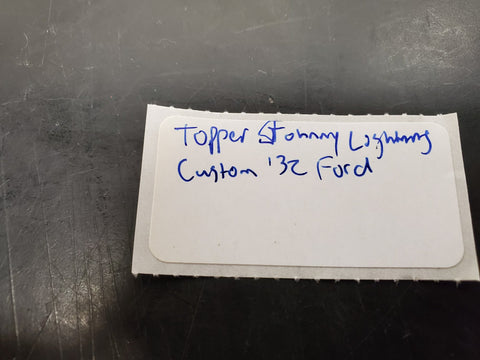 Topper Johnny Lightning
Custom '32 Ford